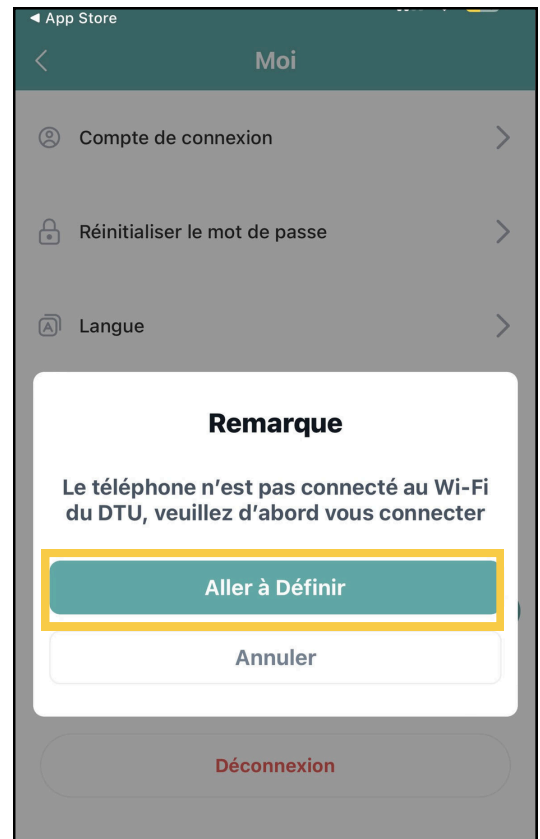 ◀ App Store
Moi
Compte de connexion
Réinitialiser le mot de passe
Langue
Remarque
Le téléphone n’est pas connecté au Wi-Fi
du DTU, veuillez d’abord vous connecter
Aller à Définir
Annuler
Déconnexion